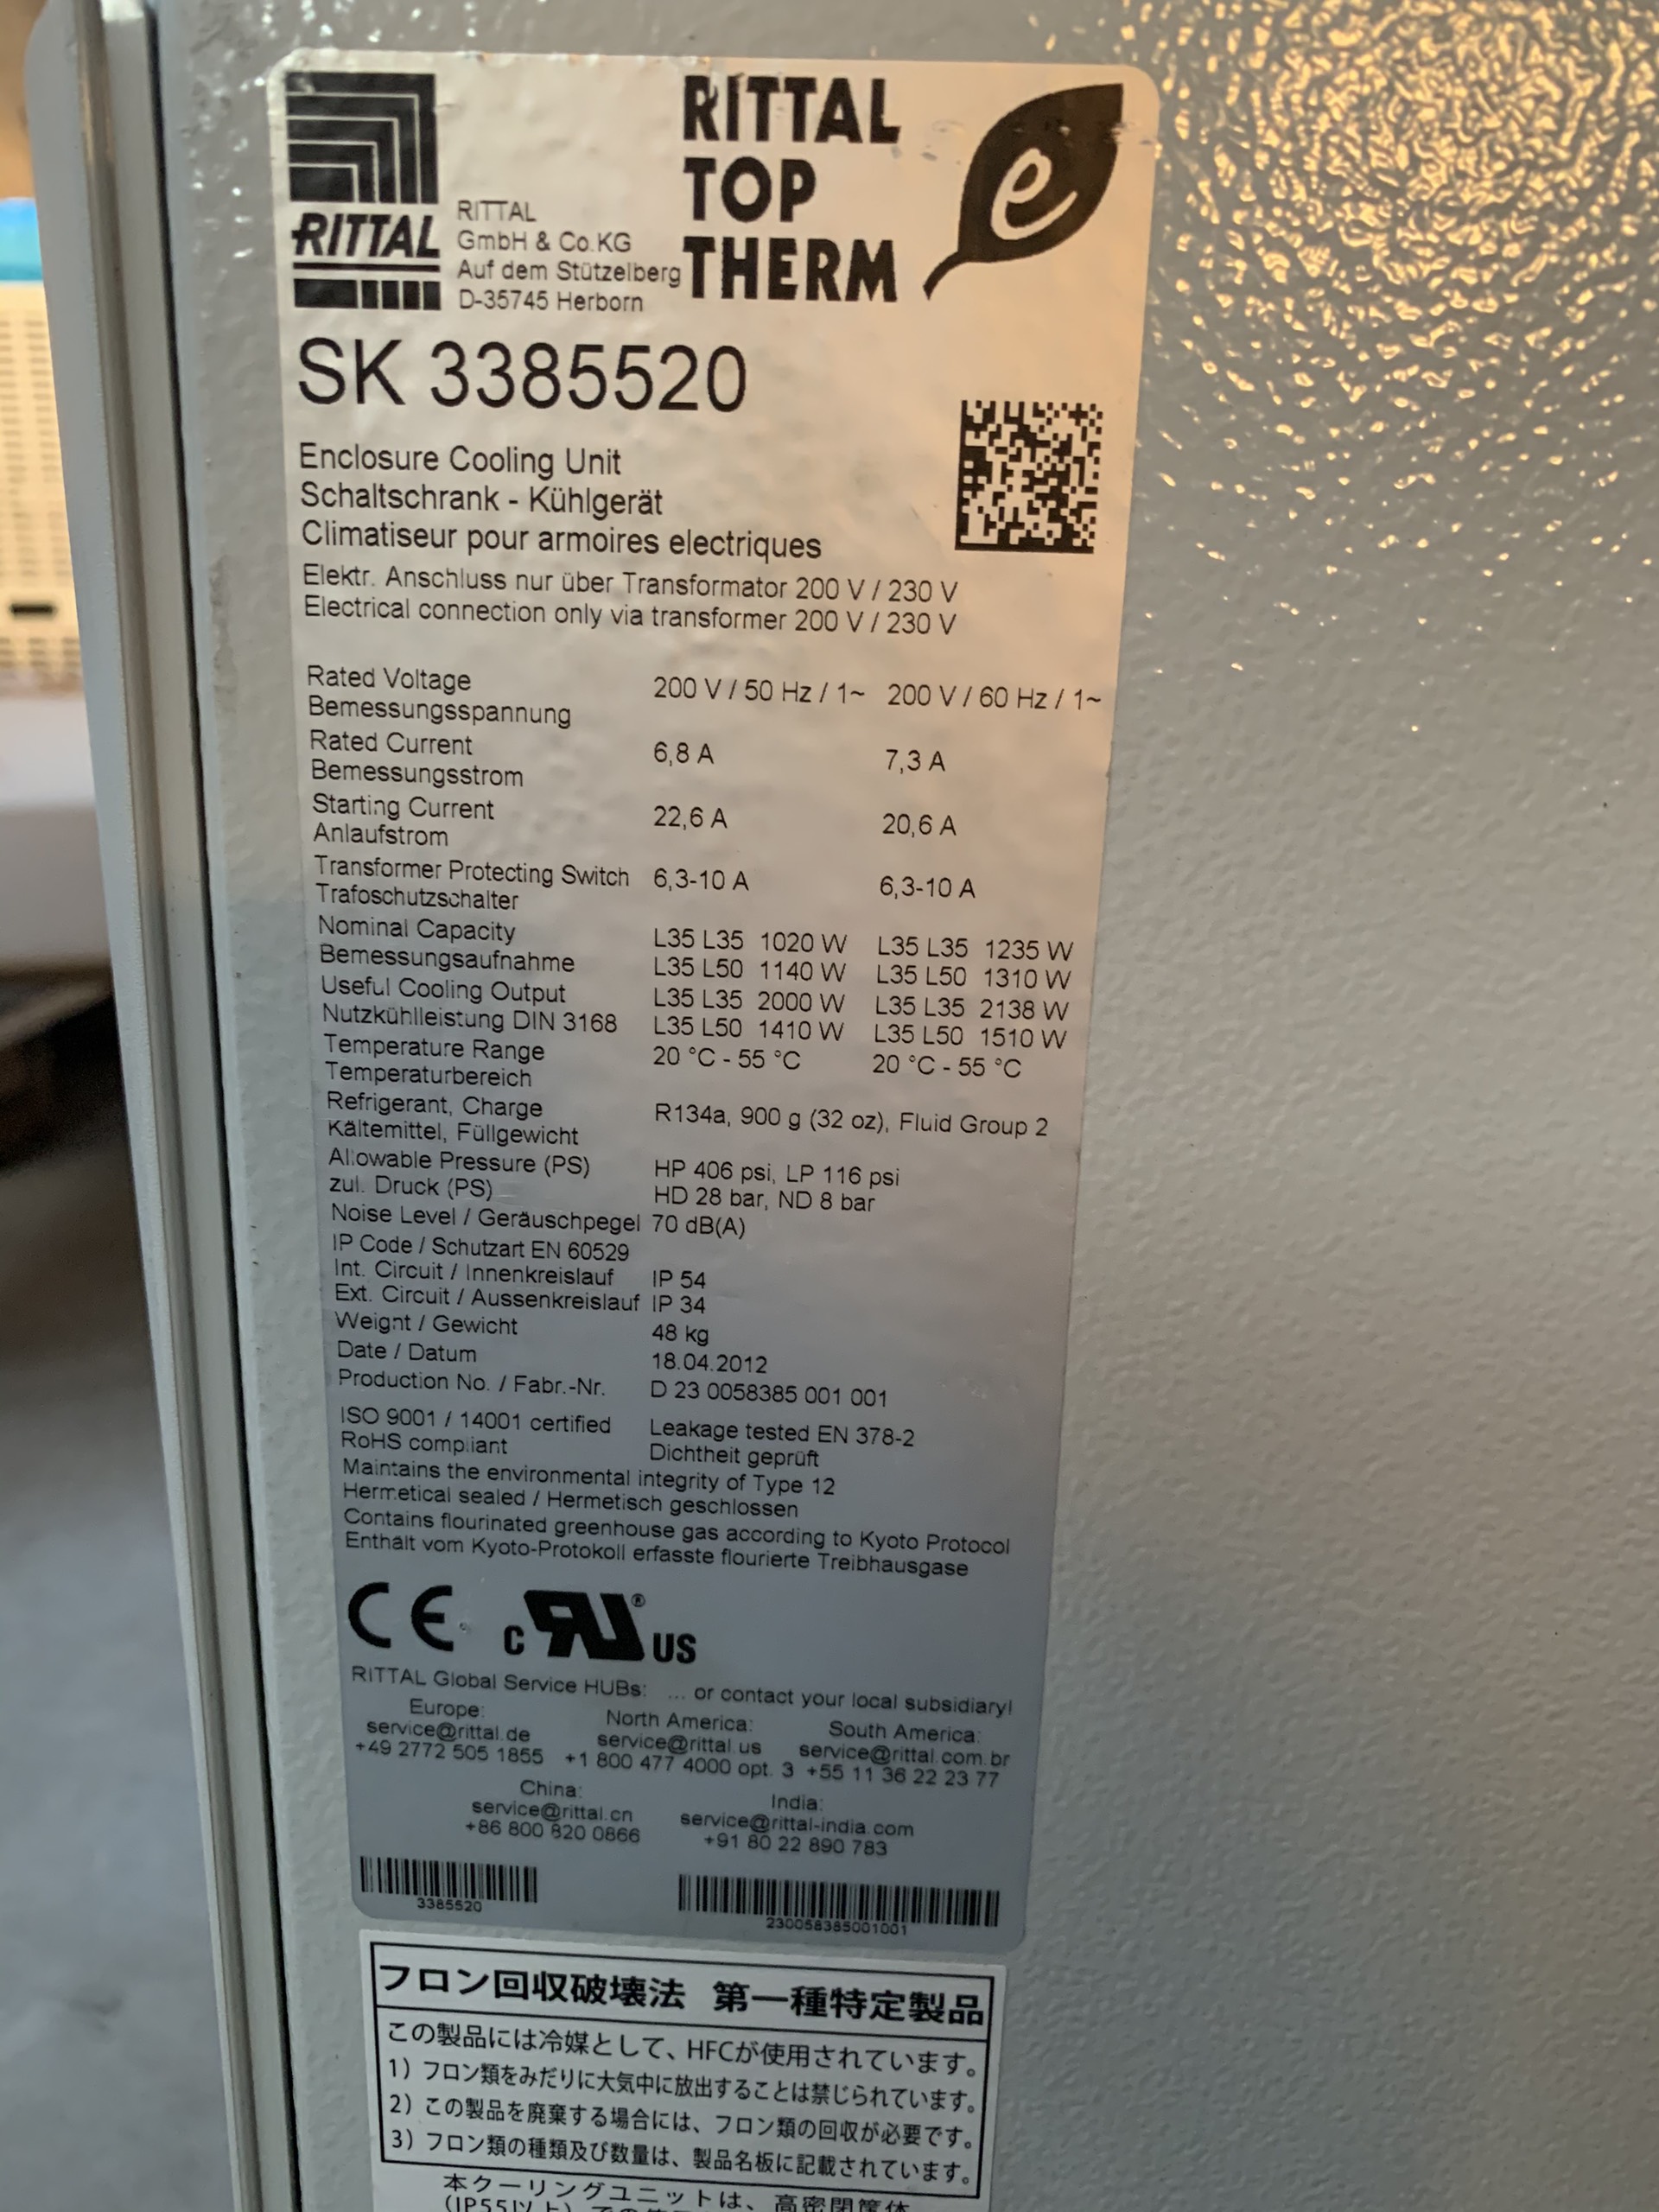 RITTAL
RITTAL
GmbH & Co.KG
Auf dem Stützelberg
D-35745 Herborn
RITTAL
TOP
THERM
e
SK 3385520
Enclosure Cooling Unit
Schaltschrank - Kühlgerät
Climatiseur pour armoires electriques
Elektr. Anschluss nur über Transformator 200 V / 230 V
Electrical connection only via transformer 200 V / 230 V
Rated Voltage 200 V / 50 Hz / 1~ 200 V / 60 Hz / 1~
Bemessungsspannung
Rated Current 6,8 A 7,3 A
Bemessungsstrom
Starting Current 22,6 A 20,6 A
Anlaufstrom
Transformer Protecting Switch 6,3-10 A 6,3-10 A
Trafoschutzschalter
Nominal Capacity L35 L35 1020 W L35 L35 1235 W
Bemessungsaufnahme L35 L50 1140 W L35 L50 1310 W
Useful Cooling Output L35 L35 2000 W L35 L35 2138 W
Nutzkühlleistung DIN 3168 L35 L50 1410 W L35 L50 1510 W
Temperature Range 20 °C - 55 °C 20 °C - 55 °C
Temperaturbereich
Refrigerant, Charge R134a, 900 g (32 oz), Fluid Group 2
Kältemittel, Füllgewicht
Allowable Pressure (PS) HP 406 psi, LP 116 psi
zul. Druck (PS) HD 28 bar, ND 8 bar
Noise Level / Geräuschpegel 70 dB(A)
IP Code / Schutzart EN 60529
Int. Circuit / Innenkreislauf IP 54
Ext. Circuit / Aussenkreislauf IP 34
Weight / Gewicht 48 kg
Date / Datum 18.04.2012
Production No. / Fabr.-Nr. D 23 0058385 001 001
ISO 9001 / 14001 certified Leakage tested EN 378-2
RoHS compliant Dichtheit geprüft
Maintains the environmental integrity of Type 12
Hermetical sealed / Hermetisch geschlossen
Contains flourinated greenhouse gas according to Kyoto Protocol
Enthält vom Kyoto-Protokoll erfasste flourierte Treibhausgase
CE c RU ® US
RITTAL Global Service HUBs: ... or contact your local subsidiary!
Europe: North America: South America:
service@rittal.de service@rittal.us service@rittal.com.br
+49 2772 505 1855 +1 800 477 4000 opt. 3 +55 11 36 22 23 77
China: India:
service@rittal.cn service@rittal-india.com
+86 800 820 0866 +91 80 22 890 783
3385520 230058385001001
フロン回収破壊法 第一種特定製品
この製品には冷媒として、HFCが使用されています。
1）フロン類をみだりに大気中に放出することは禁じられています。
2）この製品を廃棄する場合には、フロン類の回収が必要です。
3）フロン類の種類及び数量は、製品名板に記載されています。
本クーリングユニットは、高密閉筐体